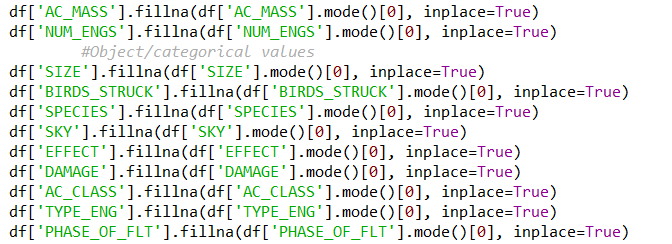 df['AC_MASS'].fillna(df['AC_MASS'].mode()[0], inplace=True)
df['NUM_ENGS'].fillna(df['NUM_ENGS'].mode()[0], inplace=True)
#Object/categorical values
df['SIZE'].fillna(df['SIZE'].mode()[0], inplace=True)
df['BIRDS_STRUCK'].fillna(df['BIRDS_STRUCK'].mode()[0], inplace=True)
df['SPECIES'].fillna(df['SPECIES'].mode()[0], inplace=True)
df['SKY'].fillna(df['SKY'].mode()[0], inplace=True)
df['EFFECT'].fillna(df['EFFECT'].mode()[0], inplace=True)
df['DAMAGE'].fillna(df['DAMAGE'].mode()[0], inplace=True)
df['AC_CLASS'].fillna(df['AC_CLASS'].mode()[0], inplace=True)
df['TYPE_ENG'].fillna(df['TYPE_ENG'].mode()[0], inplace=True)
df['PHASE_OF_FLT'].fillna(df['PHASE_OF_FLT'].mode()[0], inplace=True)